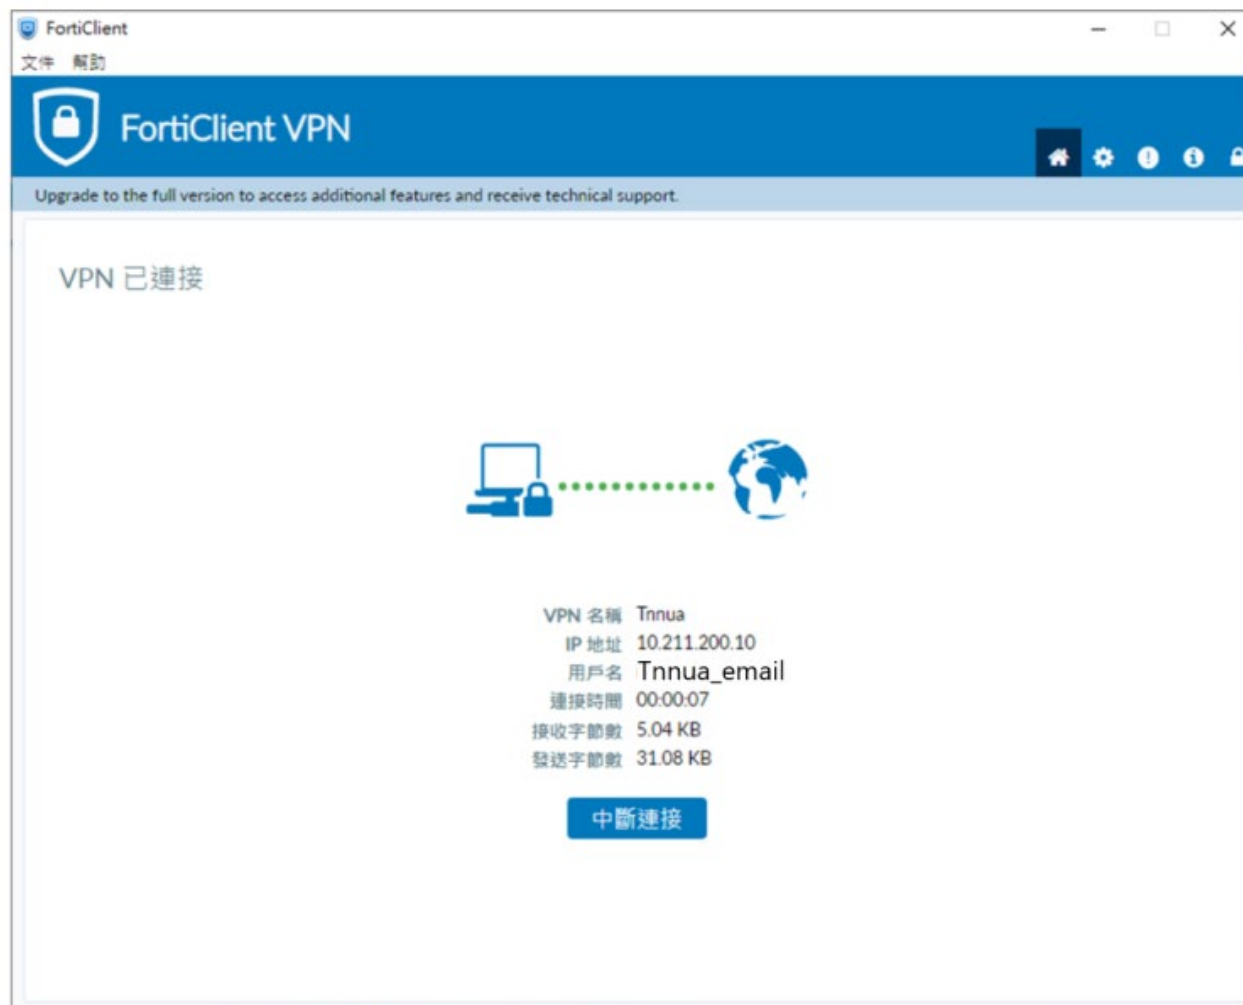 FortiClient
文件 幫助
FortiClient VPN
Upgrade to the full version to access additional features and receive technical support.
VPN 已連接
VPN 名稱 Tnnua
IP 地址 10.211.200.10
用戶名 Tnnua_email
連接時間 00:00:07
接收字節數 5.04 KB
發送字節數 31.08 KB
中斷連接